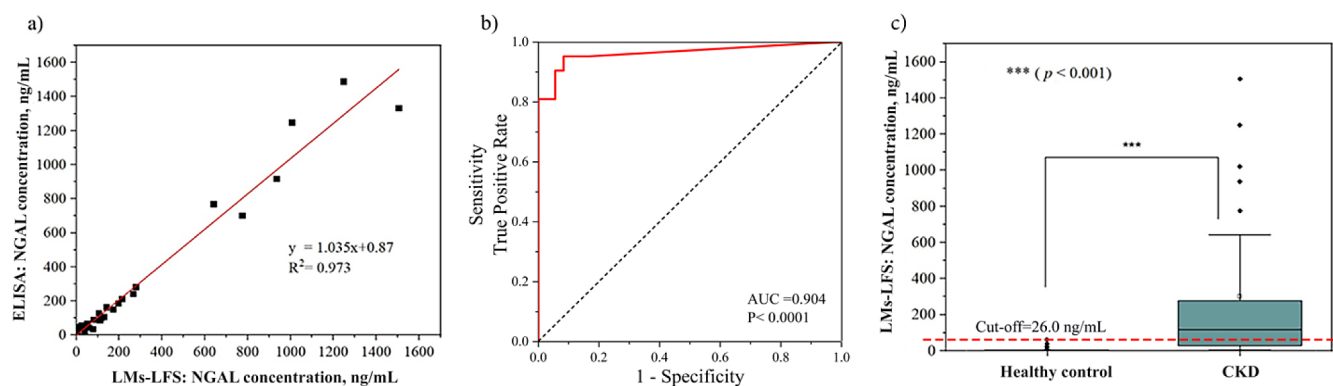 a)
ELISA: NGAL concentration, ng/mL
1600
1400
1200
1000
800
600
400
200
0
y = 1.035x+0.87
R²= 0.973
0 200 400 600 800 1000 1200 1400 1600
LMs-LFS: NGAL concentration, ng/mL
b)
Sensitivity
True Positive Rate
1.0
0.8
0.6
0.4
0.2
0.0
AUC =0.904
P< 0.0001
0.0 0.2 0.4 0.6 0.8 1.0
1 - Specificity
c)
LMs-LFS: NGAL concentration, ng/mL
1600
1400
1200
1000
800
600
400
200
0
*** ( p < 0.001)
***
Cut-off=26.0 ng/mL
Healthy control CKD